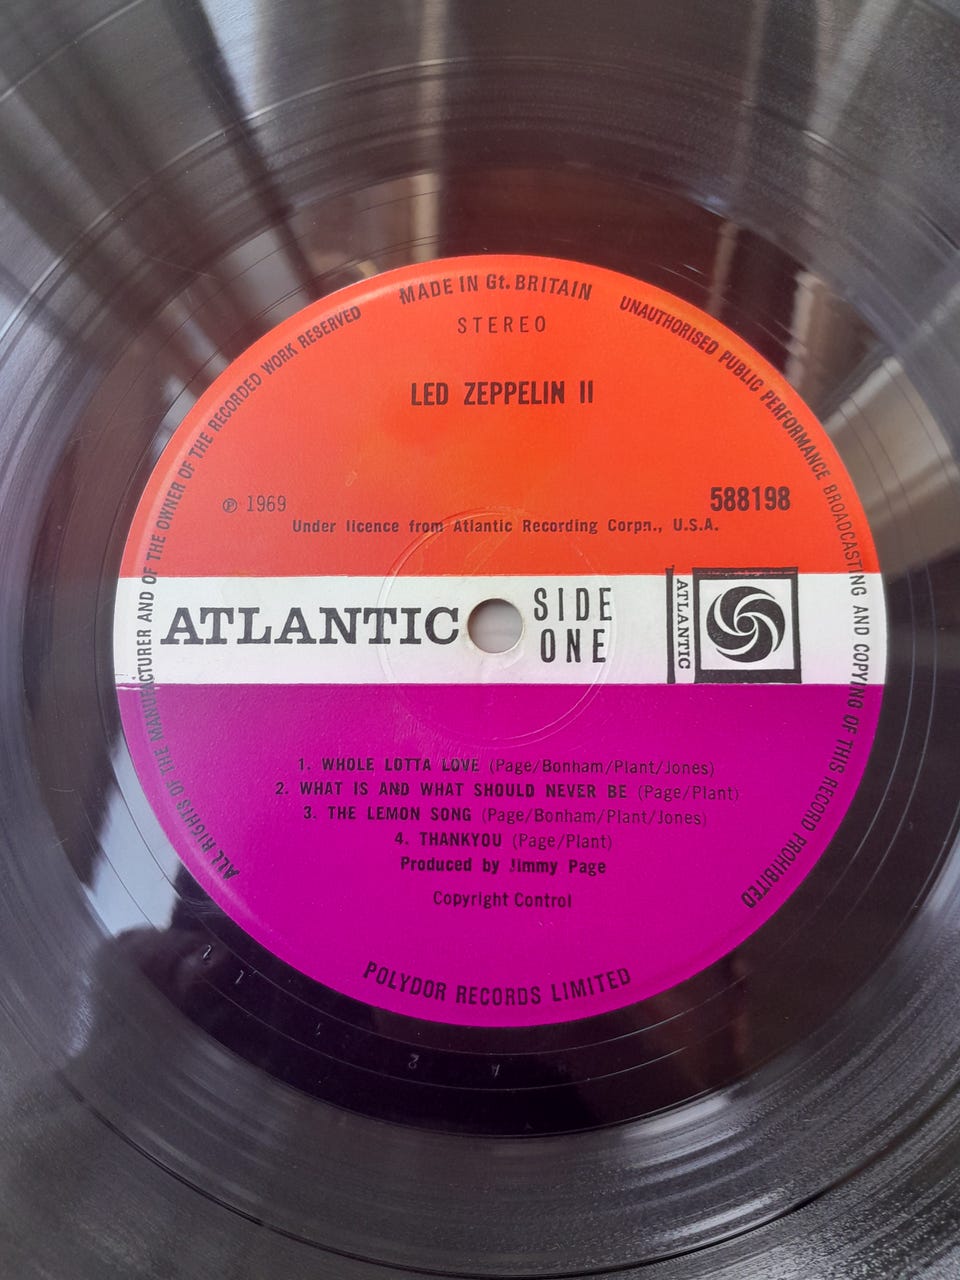 MADE IN Gt. BRITAIN
UNAUTHORISED PUBLIC PERFORMANCE BROADCASTING AND COPYING OF THIS RECORD PROHIBITED
ALL RIGHTS OF THE MANUFACTURER AND OF THE OWNER OF THE RECORDED WORK RESERVED
STEREO
LED ZEPPELIN II
℗ 1969
588198
Under licence from Atlantic Recording Corpn., U.S.A.
ATLANTIC
SIDE
ONE
ATLANTIC
1. WHOLE LOTTA LOVE (Page/Bonham/Plant/Jones)
2. WHAT IS AND WHAT SHOULD NEVER BE (Page/Plant)
3. THE LEMON SONG (Page/Bonham/Plant/Jones)
4. THANKYOU (Page/Plant)
Produced by Jimmy Page
Copyright Control
POLYDOR RECORDS LIMITED